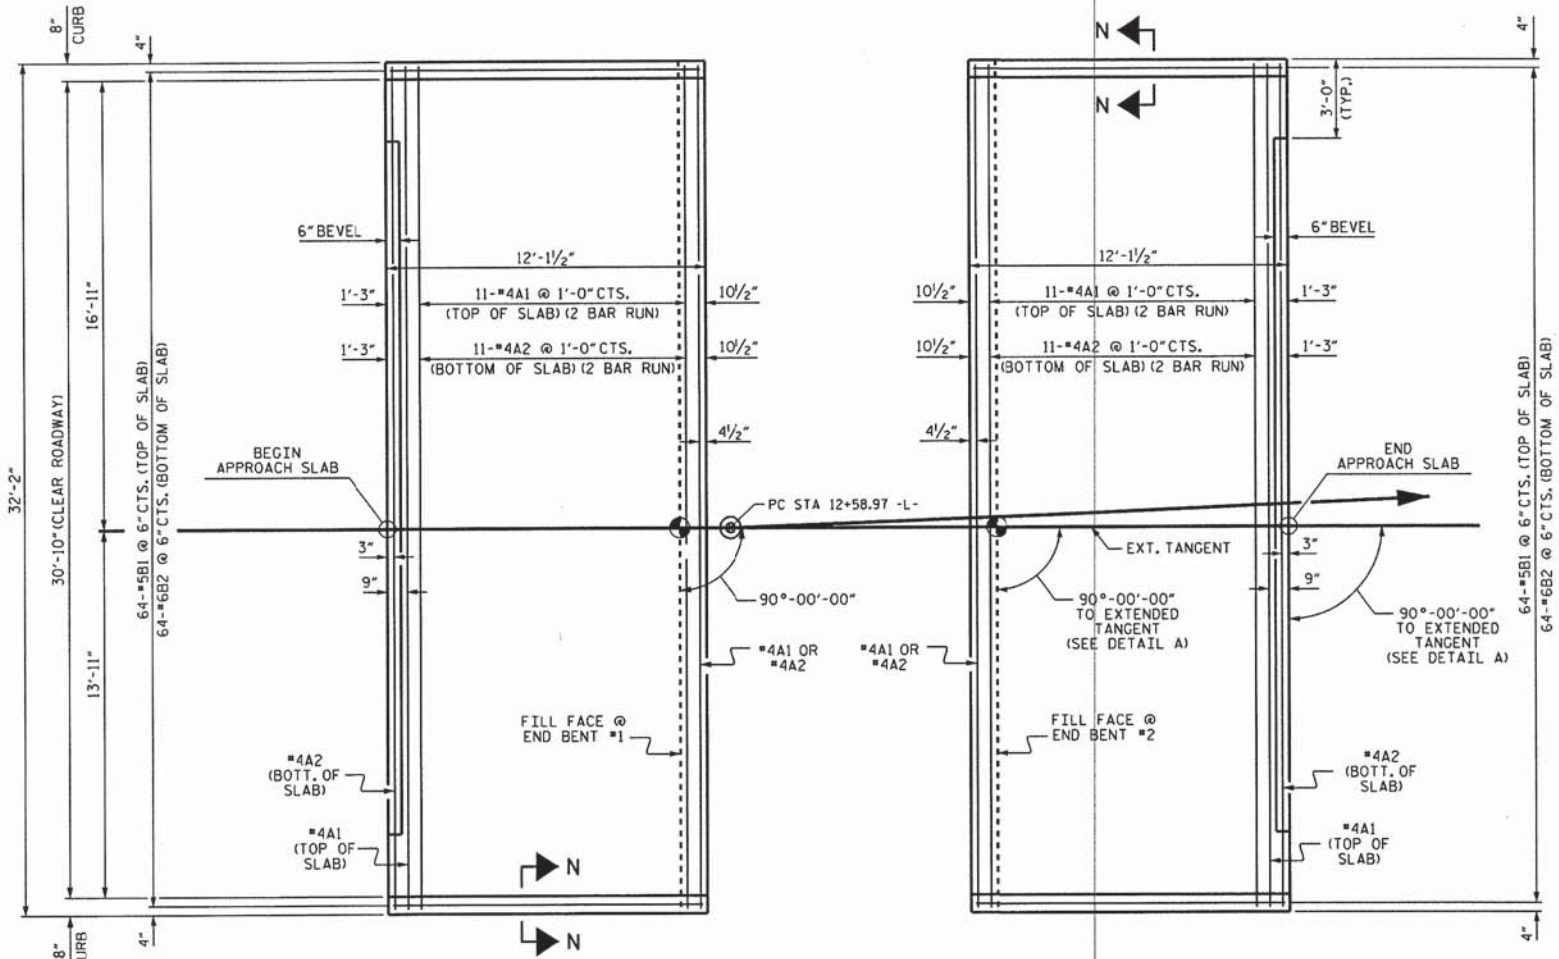 8" CURB
4"
N
N
4"
3'-0" (TYP.)
32'-2"
30'-10" (CLEAR ROADWAY)
16'-11"
13'-11"
64-#5B1 @ 6" CTS. (TOP OF SLAB)
64-#6B2 @ 6" CTS. (BOTTOM OF SLAB)
6" BEVEL
12'-1½"
1'-3"
11-#4A1 @ 1'-0" CTS.
(TOP OF SLAB) (2 BAR RUN)
10½"
1'-3"
11-#4A2 @ 1'-0" CTS.
(BOTTOM OF SLAB) (2 BAR RUN)
10½"
4½"
BEGIN
APPROACH SLAB
3"
9"
PC STA 12+58.97 -L-
90°-00'-00"
#4A1 OR
#4A2
FILL FACE @
END BENT #1
#4A2
(BOTT. OF
SLAB)
#4A1
(TOP OF
SLAB)
N
N
8"
URB
4"
6" BEVEL
12'-1½"
10½"
11-#4A1 @ 1'-0" CTS.
(TOP OF SLAB) (2 BAR RUN)
1'-3"
10½"
11-#4A2 @ 1'-0" CTS.
(BOTTOM OF SLAB) (2 BAR RUN)
1'-3"
4½"
END
APPROACH SLAB
EXT. TANGENT
3"
9"
90°-00'-00"
TO EXTENDED
TANGENT
(SEE DETAIL A)
90°-00'-00"
TO EXTENDED
TANGENT
(SEE DETAIL A)
#4A1 OR
#4A2
FILL FACE @
END BENT #2
#4A2
(BOTT. OF
SLAB)
#4A1
(TOP OF
SLAB)
64-#5B1 @ 6" CTS. (TOP OF SLAB)
64-#6B2 @ 6" CTS. (BOTTOM OF SLAB)
4"